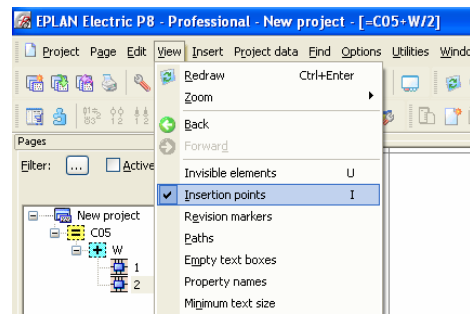 EPLAN Electric P8 - Professional - New project - [=C05+W/2]
Project Page Edit View Insert Project data Find Options Utilities Windo
Redraw Ctrl+Enter
Zoom
Pages
Back
Filter: ... Active
Forward
Invisible elements U
Insertion points I
New project
Revision markers
C05
Paths
W
Empty text boxes
1
Property names
2
Minimum text size